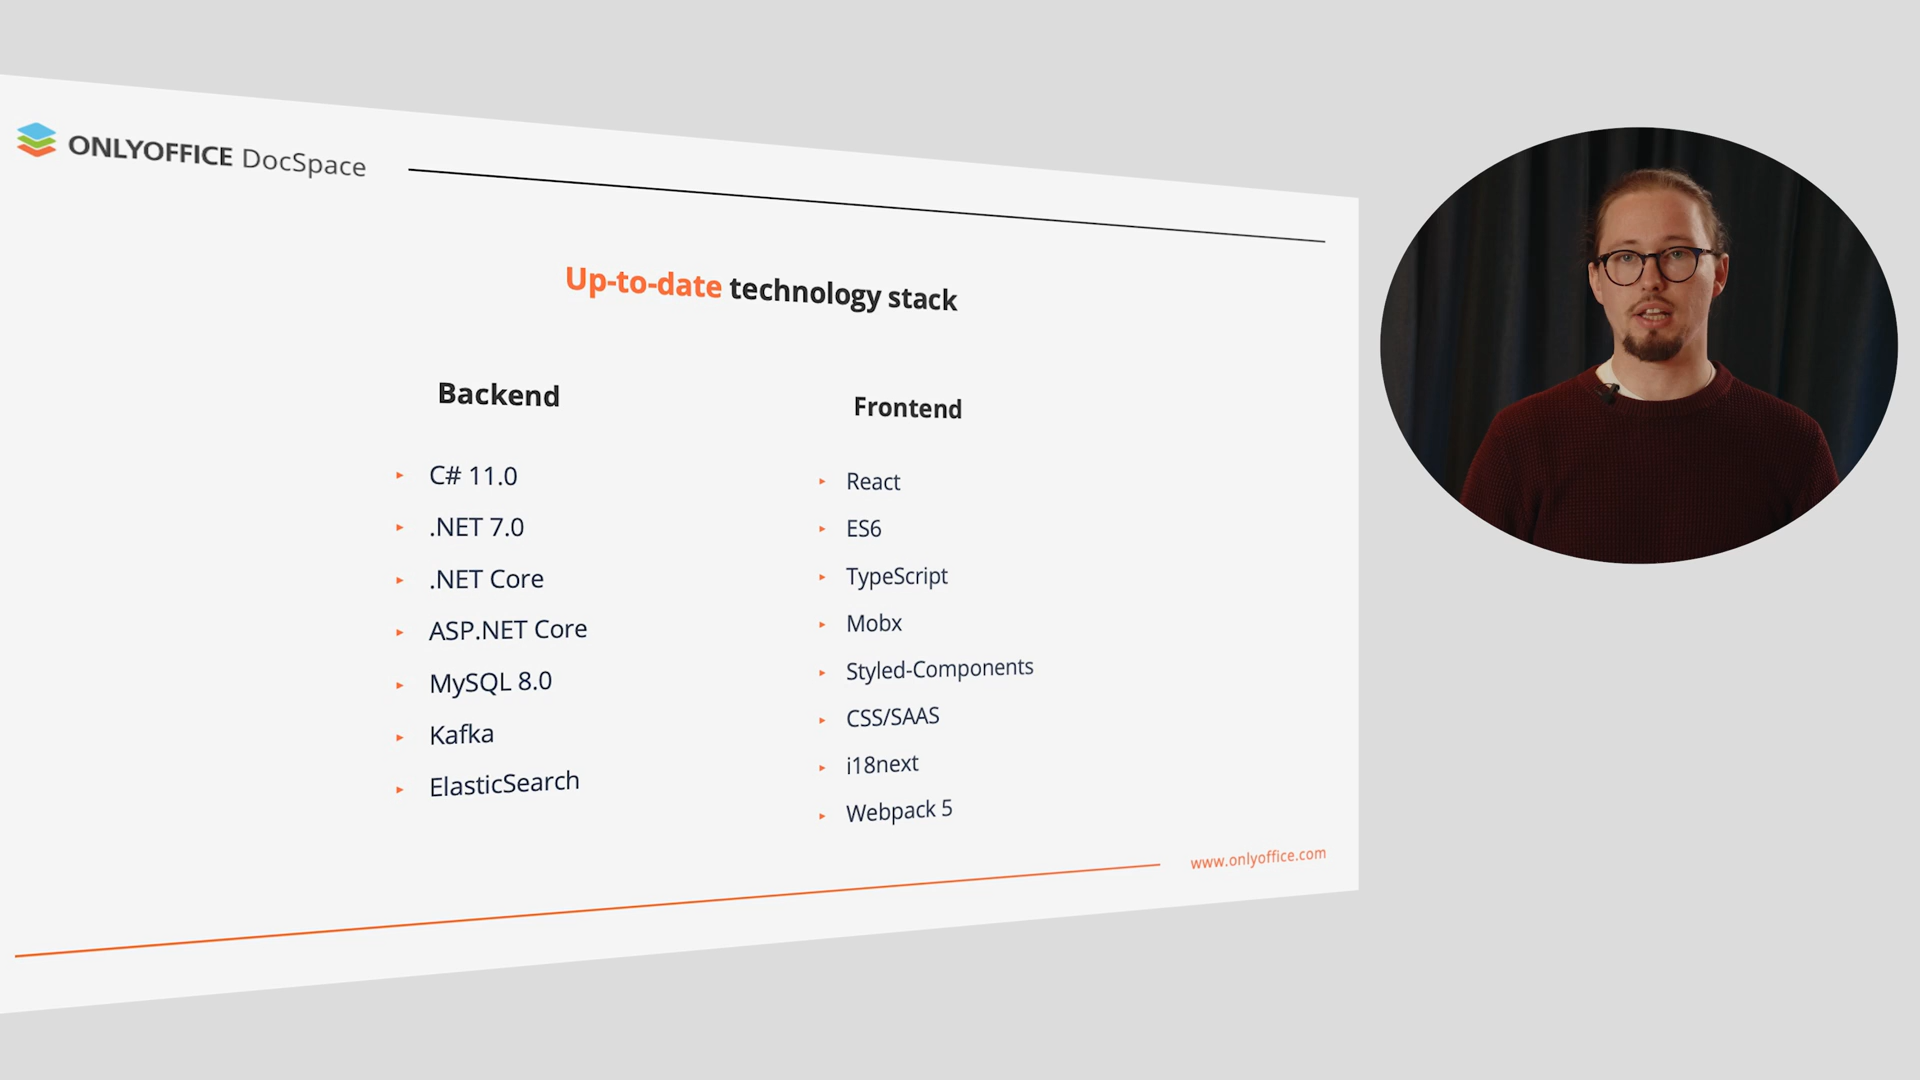 ONLYOFFICE DocSpace
Up-to-date technology stack
Backend
C# 11.0
.NET 7.0
.NET Core
ASP.NET Core
MySQL 8.0
Kafka
ElasticSearch
Frontend
React
ES6
TypeScript
Mobx
Styled-Components
CSS/SAAS
i18next
Webpack 5
www.onlyoffice.com